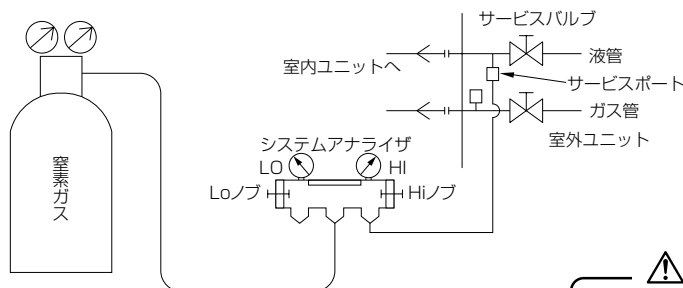 サービスバルブ
液管
室内ユニットへ
サービスポート
ガス管
室外ユニット
システムアナライザ
LO
HI
Loノブ
Hiノブ
窒素ガス